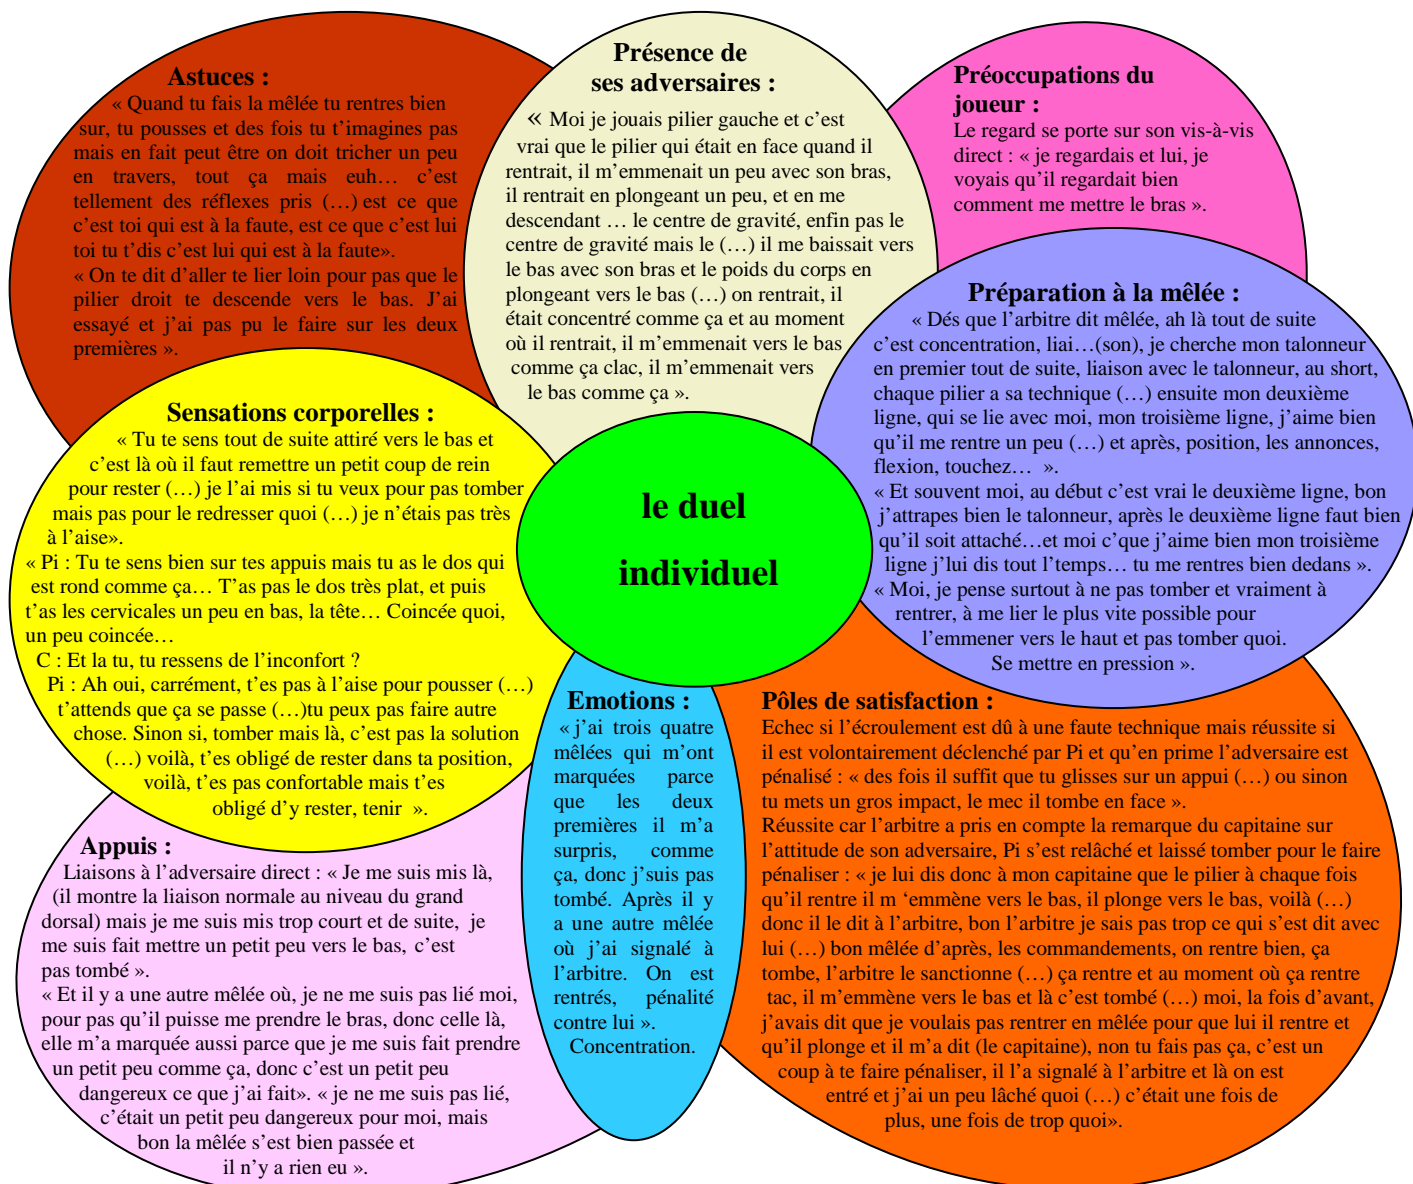 Astuces :
« Quand tu fais la mêlée tu rentres bien
sur, tu pousses et des fois tu t'imagines pas
mais en fait peut être on doit tricher un peu
en travers, tout ça mais euh… c'est
tellement des réflexes pris (…) est ce que
c'est toi qui est à la faute, est ce que c'est lui
toi tu t'dis c'est lui qui est à la faute».
« On te dit d'aller te lier loin pour pas que le
pilier droit te descende vers le bas. J'ai
essayé et j'ai pas pu le faire sur les deux
premières ».
Présence de
ses adversaires :
« Moi je jouais pilier gauche et c'est
vrai que le pilier qui était en face quand il
rentrait, il m'emmenait un peu avec son bras,
il rentrait en plongeant un peu, et en me
descendant … le centre de gravité, enfin pas le
centre de gravité mais le (…) il me baissait vers
le bas avec son bras et le poids du corps en
plongeant vers le bas (…) on rentrait, il
était concentré comme ça et au moment
où il rentrait, il m'emmenait vers le bas
comme ça clac, il m'emmenait vers
le bas comme ça ».
Préoccupations du
joueur :
Le regard se porte sur son vis-à-vis
direct : « je regardais et lui, je
voyais qu'il regardait bien
comment me mettre le bras ».
Préparation à la mêlée :
« Dés que l'arbitre dit mêlée, ah là tout de suite
c'est concentration, liai…(son), je cherche mon talonneur
en premier tout de suite, liaison avec le talonneur, au short,
chaque pilier a sa technique (…) ensuite mon deuxième
ligne, qui se lie avec moi, mon troisième ligne, j'aime bien
qu'il me rentre un peu (…) et après, position, les annonces,
flexion, touchez… ».
« Et souvent moi, au début c'est vrai le deuxième ligne, bon
j'attrapes bien le talonneur, après le deuxième ligne faut bien
qu'il soit attaché…et moi c'que j'aime bien mon troisième
ligne j'lui dis tout l'temps… tu me rentres bien dedans ».
« Moi, je pense surtout à ne pas tomber et vraiment à
rentrer, à me lier le plus vite possible pour
l'emmener vers le haut et pas tomber quoi.
Se mettre en pression ».
Sensations corporelles :
« Tu te sens tout de suite attiré vers le bas et
c'est là où il faut remettre un petit coup de rein
pour rester (…) je l'ai mis si tu veux pour pas tomber
mais pas pour le redresser quoi (…) je n'étais pas très
à l'aise».
« Pi : Tu te sens bien sur tes appuis mais tu as le dos qui
est rond comme ça… T'as pas le dos très plat, et puis
t'as les cervicales un peu en bas, la tête… Coincée quoi,
un peu coincée…
C : Et la tu, tu ressens de l'inconfort ?
Pi : Ah oui, carrément, t'es pas à l'aise pour pousser (…)
t'attends que ça se passe (…)tu peux pas faire autre
chose. Sinon si, tomber mais là, c'est pas la solution
(…) voilà, t'es obligé de rester dans ta position,
voilà, t'es pas confortable mais t'es
obligé d'y rester, tenir ».
le duel
individuel
Emotions :
« j'ai trois quatre
mêlées qui m'ont
marquées parce
que les deux
premières il m'a
surpris, comme
ça, donc j'suis pas
tombé. Après il y
a une autre mêlée
où j'ai signalé à
l'arbitre. On est
rentrés, pénalité
contre lui ».
Concentration.
Pôles de satisfaction :
Echec si l'écroulement est dû à une faute technique mais réussite si
il est volontairement déclenché par Pi et qu'en prime l'adversaire est
pénalisé : « des fois il suffit que tu glisses sur un appui (…) ou sinon
tu mets un gros impact, le mec il tombe en face ».
Réussite car l'arbitre a pris en compte la remarque du capitaine sur
l'attitude de son adversaire, Pi s'est relâché et laissé tomber pour le faire
pénaliser : « je lui dis donc à mon capitaine que le pilier à chaque fois
qu'il rentre il m 'emmène vers le bas, il plonge vers le bas, voilà (…)
donc il le dit à l'arbitre, bon l'arbitre je sais pas trop ce qui s'est dit avec
lui (…) bon mêlée d'après, les commandements, on rentre bien, ça
tombe, l'arbitre le sanctionne (…) ça rentre et au moment où ça rentre
tac, il m'emmène vers le bas et là c'est tombé (…) moi, la fois d'avant,
j'avais dit que je voulais pas rentrer en mêlée pour que lui il rentre et
qu'il plonge et il m'a dit (le capitaine), non tu fais pas ça, c'est un
coup à te faire pénaliser, il l'a signalé à l'arbitre et là on est
entré et j'ai un peu lâché quoi (…) c'était une fois de
plus, une fois de trop quoi».
Appuis :
Liaisons à l'adversaire direct : « Je me suis mis là,
(il montre la liaison normale au niveau du grand
dorsal) mais je me suis mis trop court et de suite, je
me suis fait mettre un petit peu vers le bas, c'est
pas tombé ».
« Et il y a une autre mêlée où, je ne me suis pas lié moi,
pour pas qu'il puisse me prendre le bras, donc celle là,
elle m'a marquée aussi parce que je me suis fait prendre
un petit peu comme ça, donc c'est un petit peu
dangereux ce que j'ai fait». « je ne me suis pas lié,
c'était un petit peu dangereux pour moi, mais
bon la mêlée s'est bien passée et
il n'y a rien eu ».